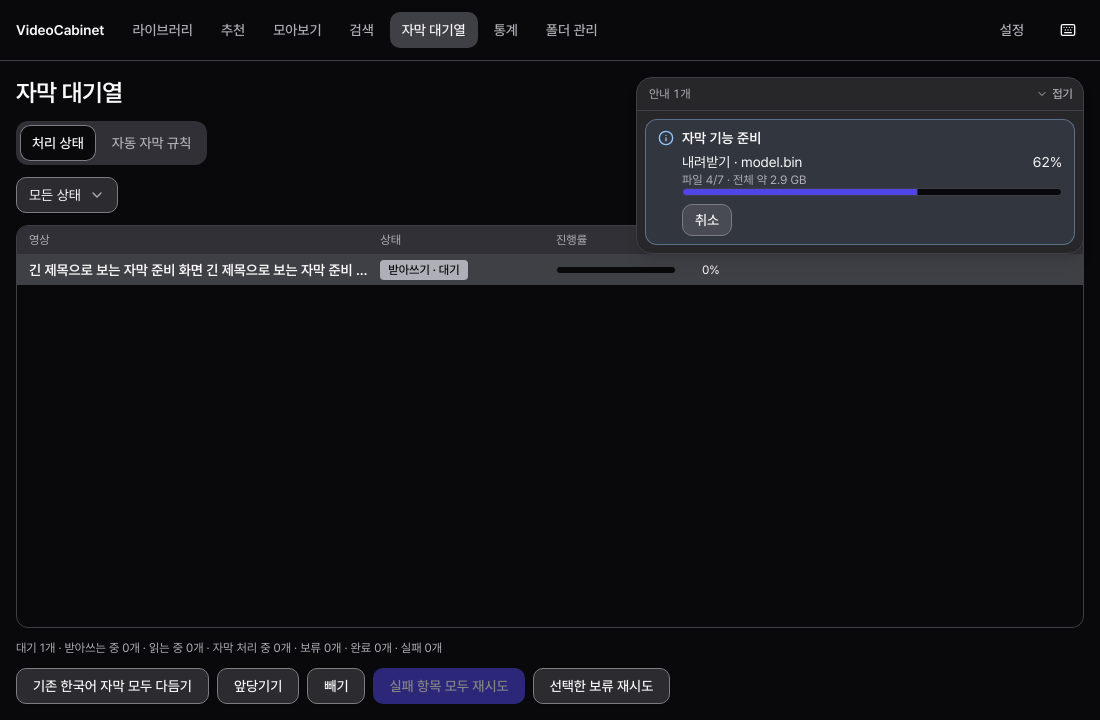 VideoCabinet 라이브러리 추천 모아보기 검색 자막 대기열 통계 폴더 관리 설정
자막 대기열
안내 1개 접기
처리 상태 자동 자막 규칙
자막 기능 준비
내려받기 · model.bin 62%
파일 4/7 · 전체 약 2.9 GB
취소
모든 상태
영상 상태 진행률
긴 제목으로 보는 자막 준비 화면 긴 제목으로 보는 자막 준비 ... 받아쓰기 · 대기 0%
대기 1개 · 받아쓰는 중 0개 · 읽는 중 0개 · 자막 처리 중 0개 · 보류 0개 · 완료 0개 · 실패 0개
기존 한국어 자막 모두 다듬기 앞당기기 빼기 실패 항목 모두 재시도 선택한 보류 재시도